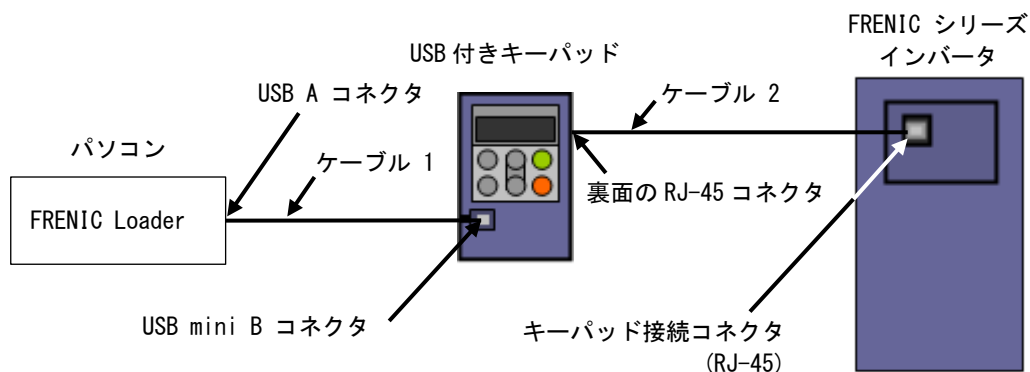 FRENIC シリーズ
インバータ
USB 付きキーパッド
USB A コネクタ
ケーブル 2
パソコン
ケーブル 1
裏面の RJ-45 コネクタ
FRENIC Loader
USB mini B コネクタ
キーパッド接続コネクタ
(RJ-45)